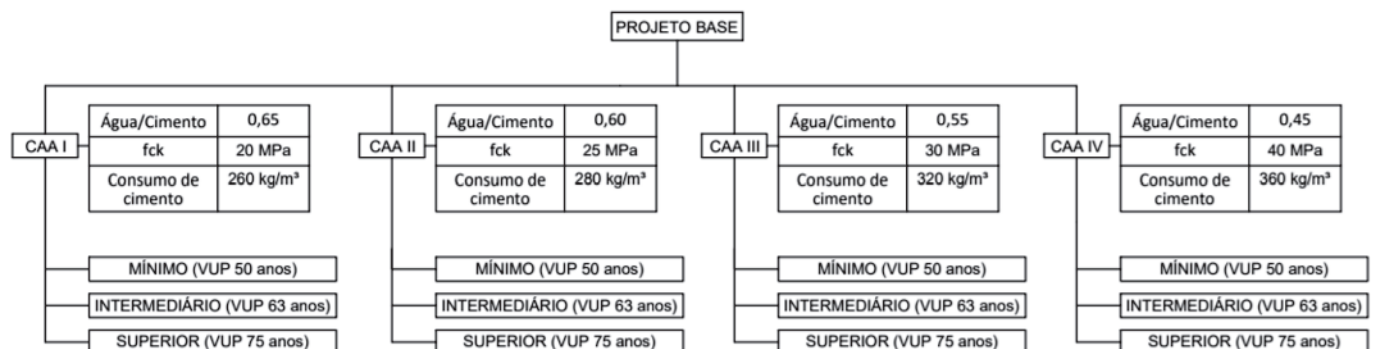 PROJETO BASE
CAA I
Água/Cimento 0,65
fck 20 MPa
Consumo de cimento 260 kg/m³
MÍNIMO (VUP 50 anos)
INTERMEDIÁRIO (VUP 63 anos)
SUPERIOR (VUP 75 anos)
CAA II
Água/Cimento 0,60
fck 25 MPa
Consumo de cimento 280 kg/m³
MÍNIMO (VUP 50 anos)
INTERMEDIÁRIO (VUP 63 anos)
SUPERIOR (VUP 75 anos)
CAA III
Água/Cimento 0,55
fck 30 MPa
Consumo de cimento 320 kg/m³
MÍNIMO (VUP 50 anos)
INTERMEDIÁRIO (VUP 63 anos)
SUPERIOR (VUP 75 anos)
CAA IV
Água/Cimento 0,45
fck 40 MPa
Consumo de cimento 360 kg/m³
MÍNIMO (VUP 50 anos)
INTERMEDIÁRIO (VUP 63 anos)
SUPERIOR (VUP 75 anos)